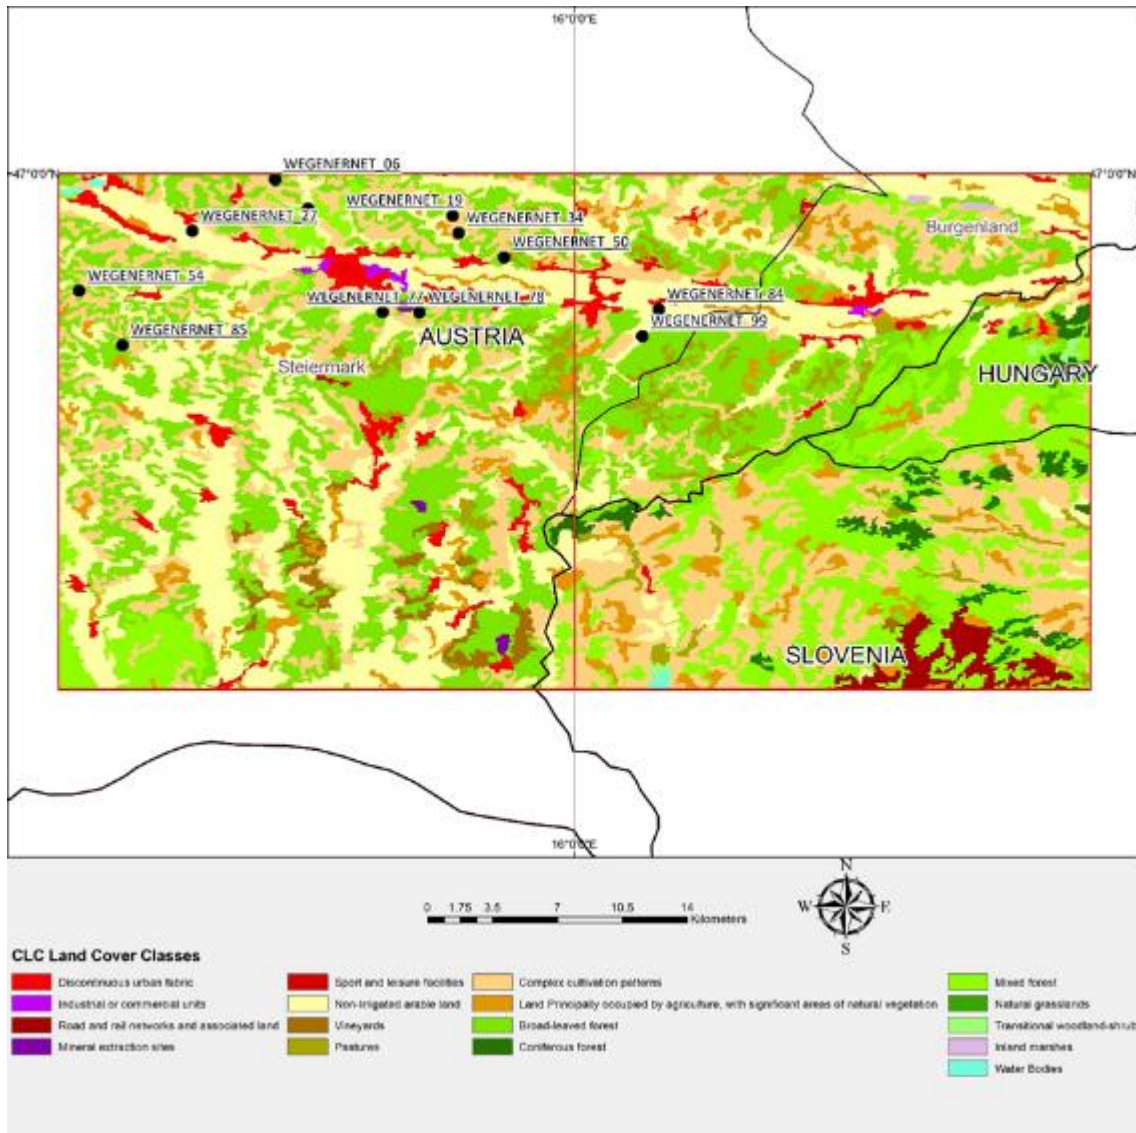 16°0'0"E
47°0'0"N
47°0'0"N
WEGENERNET_06
WEGENERNET_19
WEGENERNET_27
WEGENERNET_34
Burgenland
WEGENERNET_50
WEGENERNET_54
WEGENERNET_77 WEGENERNET_78
WEGENERNET_84
WEGENERNET_85
AUSTRIA
WEGENERNET_99
Steiermark
HUNGARY
SLOVENIA
16°0'0"E
N
W E
S
0 1.75 3.5 7 10.5 14
Kilometers
CLC Land Cover Classes
Discontinuous urban fabric
Industrial or commercial units
Road and rail networks and associated land
Mineral extraction sites
Sport and leisure facilities
Non-Irrigated arable land
Vineyards
Pastures
Complex cultivation patterns
Land Principally occupied by agriculture, with significant areas of natural vegetation
Broad-leaved forest
Coniferous forest
Mixed forest
Natural grasslands
Transitional woodland-shrub
Inland marshes
Water Bodies